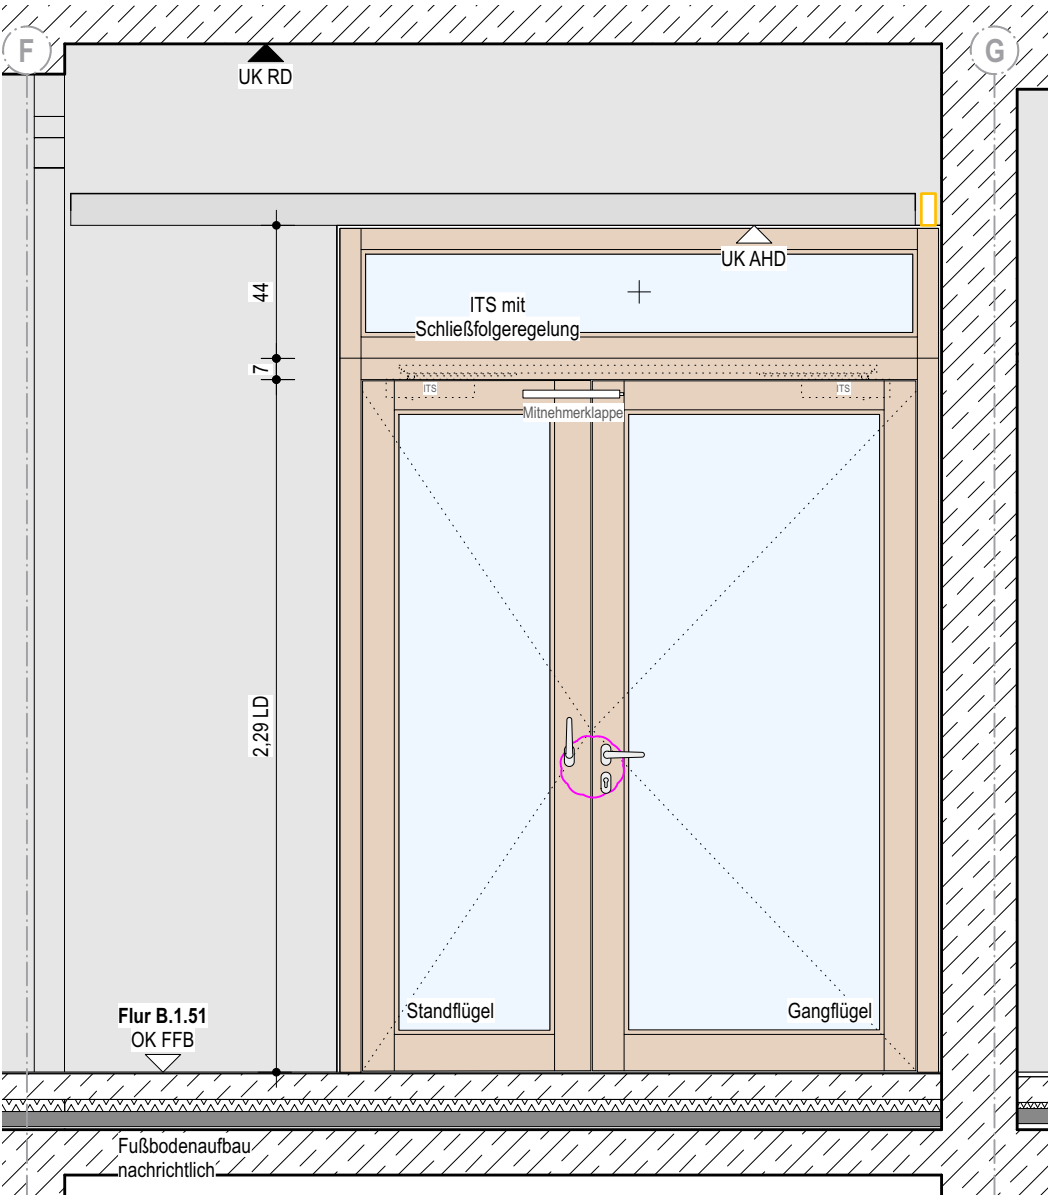 F
G
UK RD
UK AHD
44
ITS mit
Schließfolgeregelung
7
ITS
ITS
Mitnehmerklappe
2,29 LD
Standflügel
Gangflügel
Flur B.1.51
OK FFB
Fußbodenaufbau
nachrichtlich